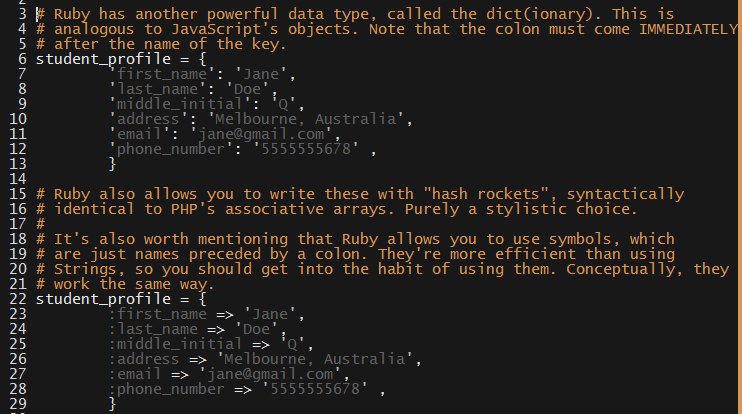 2
3 # Ruby has another powerful data type, called the dict(ionary). This is
4 # analogous to JavaScript's objects. Note that the colon must come IMMEDIATELY
5 # after the name of the key.
6 student_profile = {
7 'first_name': 'Jane',
8 'last_name': 'Doe',
9 'middle_initial': 'Q',
10 'address': 'Melbourne, Australia',
11 'email': 'jane@gmail.com',
12 'phone_number': '5555555678' ,
13 }
14
15 # Ruby also allows you to write these with "hash rockets", syntactically
16 # identical to PHP's associative arrays. Purely a stylistic choice.
17 #
18 # It's also worth mentioning that Ruby allows you to use symbols, which
19 # are just names preceded by a colon. They're more efficient than using
20 # Strings, so you should get into the habit of using them. Conceptually, they
21 # work the same way.
22 student_profile = {
23 :first_name => 'Jane',
24 :last_name => 'Doe',
25 :middle_initial => 'Q',
26 :address => 'Melbourne, Australia',
27 :email => 'jane@gmail.com',
28 :phone_number => '5555555678' ,
29 }